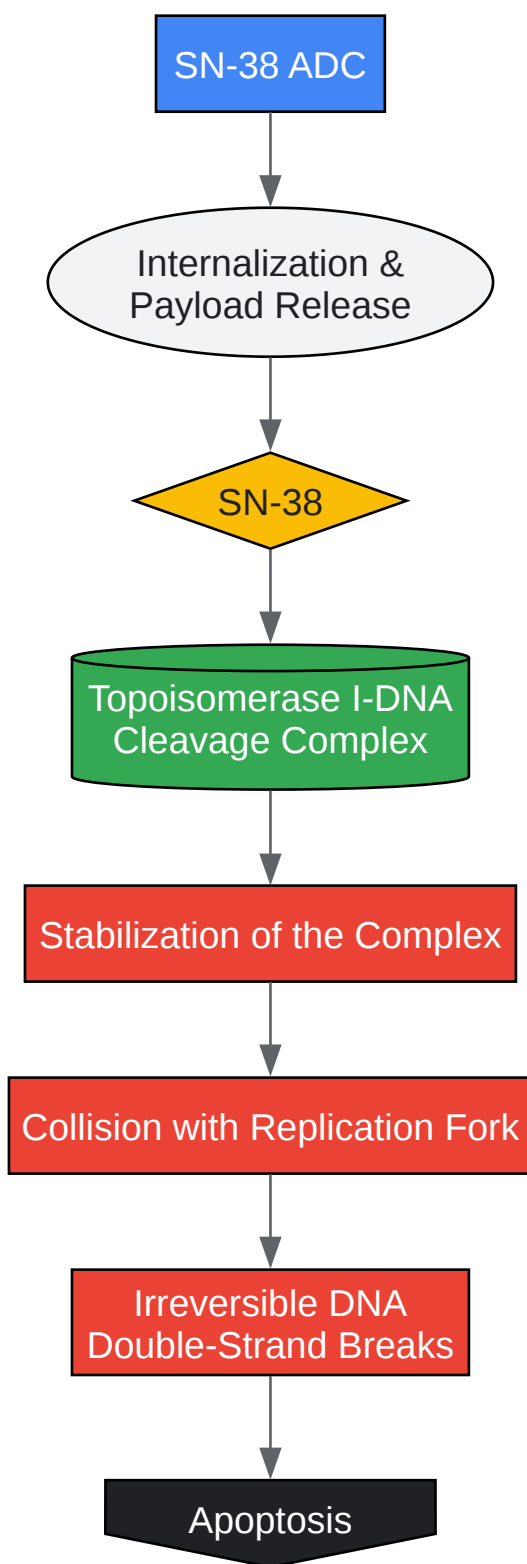 SN-38 ADC
Internalization &
Payload Release
SN-38
Topoisomerase I-DNA
Cleavage Complex
Stabilization of the Complex
Collision with Replication Fork
Irreversible DNA
Double-Strand Breaks
Apoptosis